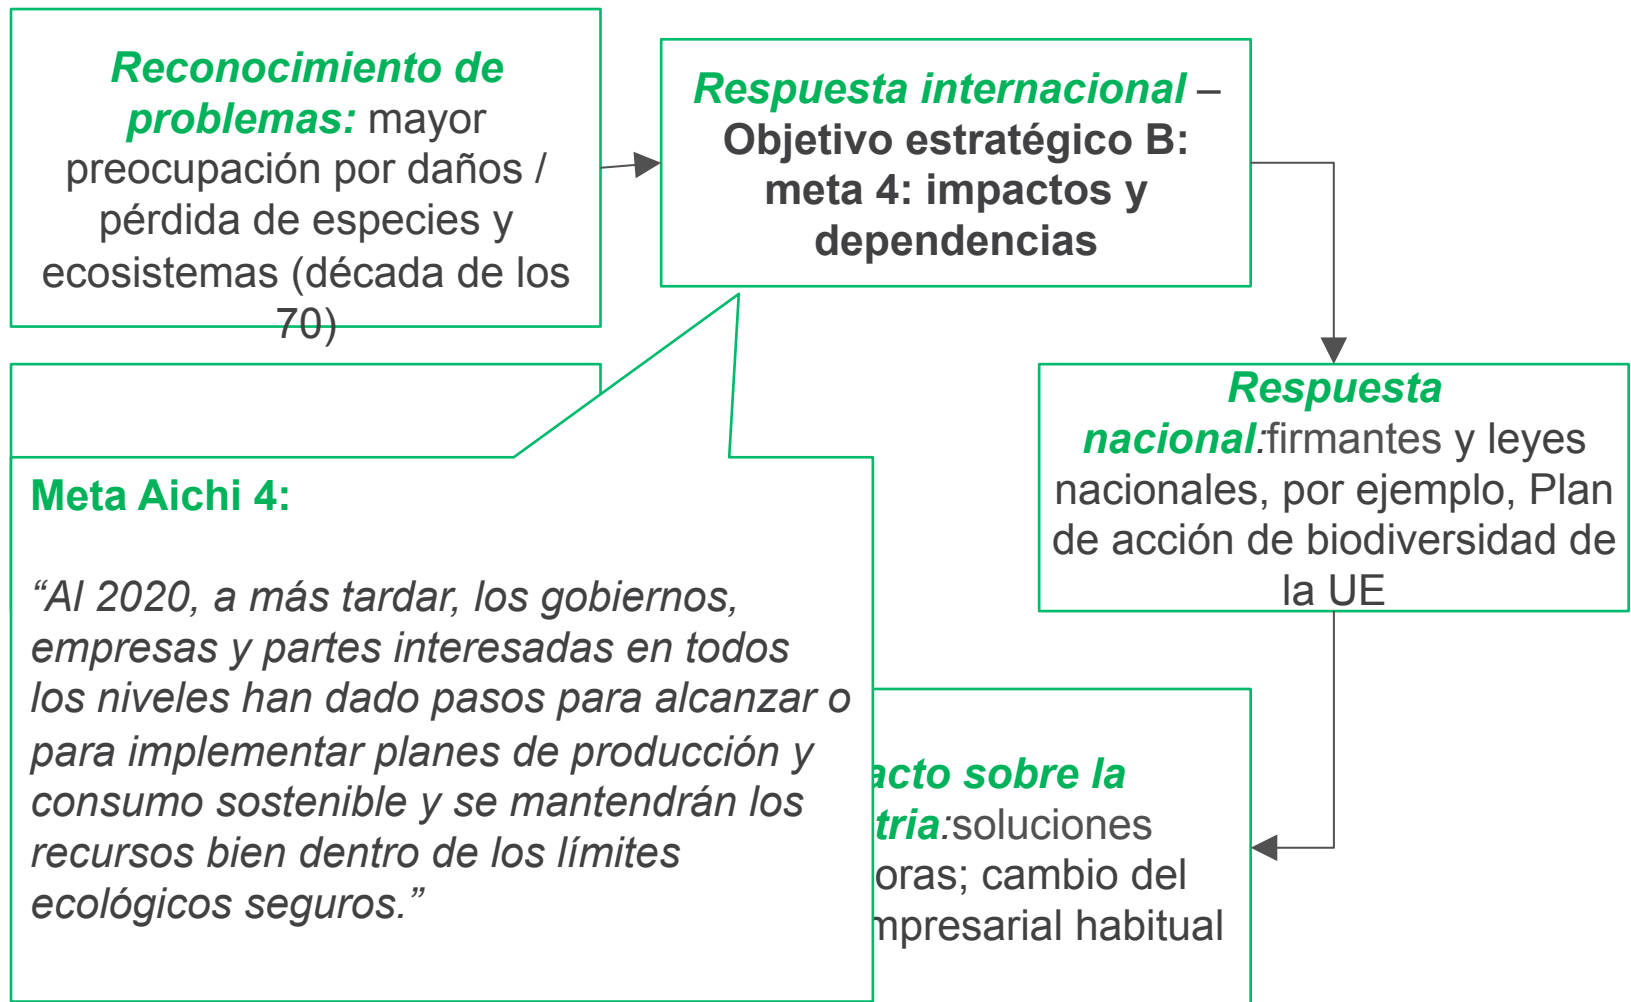 Reconocimiento de
problemas: mayor
preocupación por daños /
pérdida de especies y
ecosistemas (década de los
70)
Respuesta internacional –
Objetivo estratégico B:
meta 4: impactos y
dependencias
Respuesta
nacional:firmantes y leyes
nacionales, por ejemplo, Plan
de acción de biodiversidad de
la UE
Meta Aichi 4:
“Al 2020, a más tardar, los gobiernos,
empresas y partes interesadas en todos
los niveles han dado pasos para alcanzar o
para implementar planes de producción y
consumo sostenible y se mantendrán los
recursos bien dentro de los límites
ecológicos seguros.”
sobre la
soluciones
cambio del
habitual